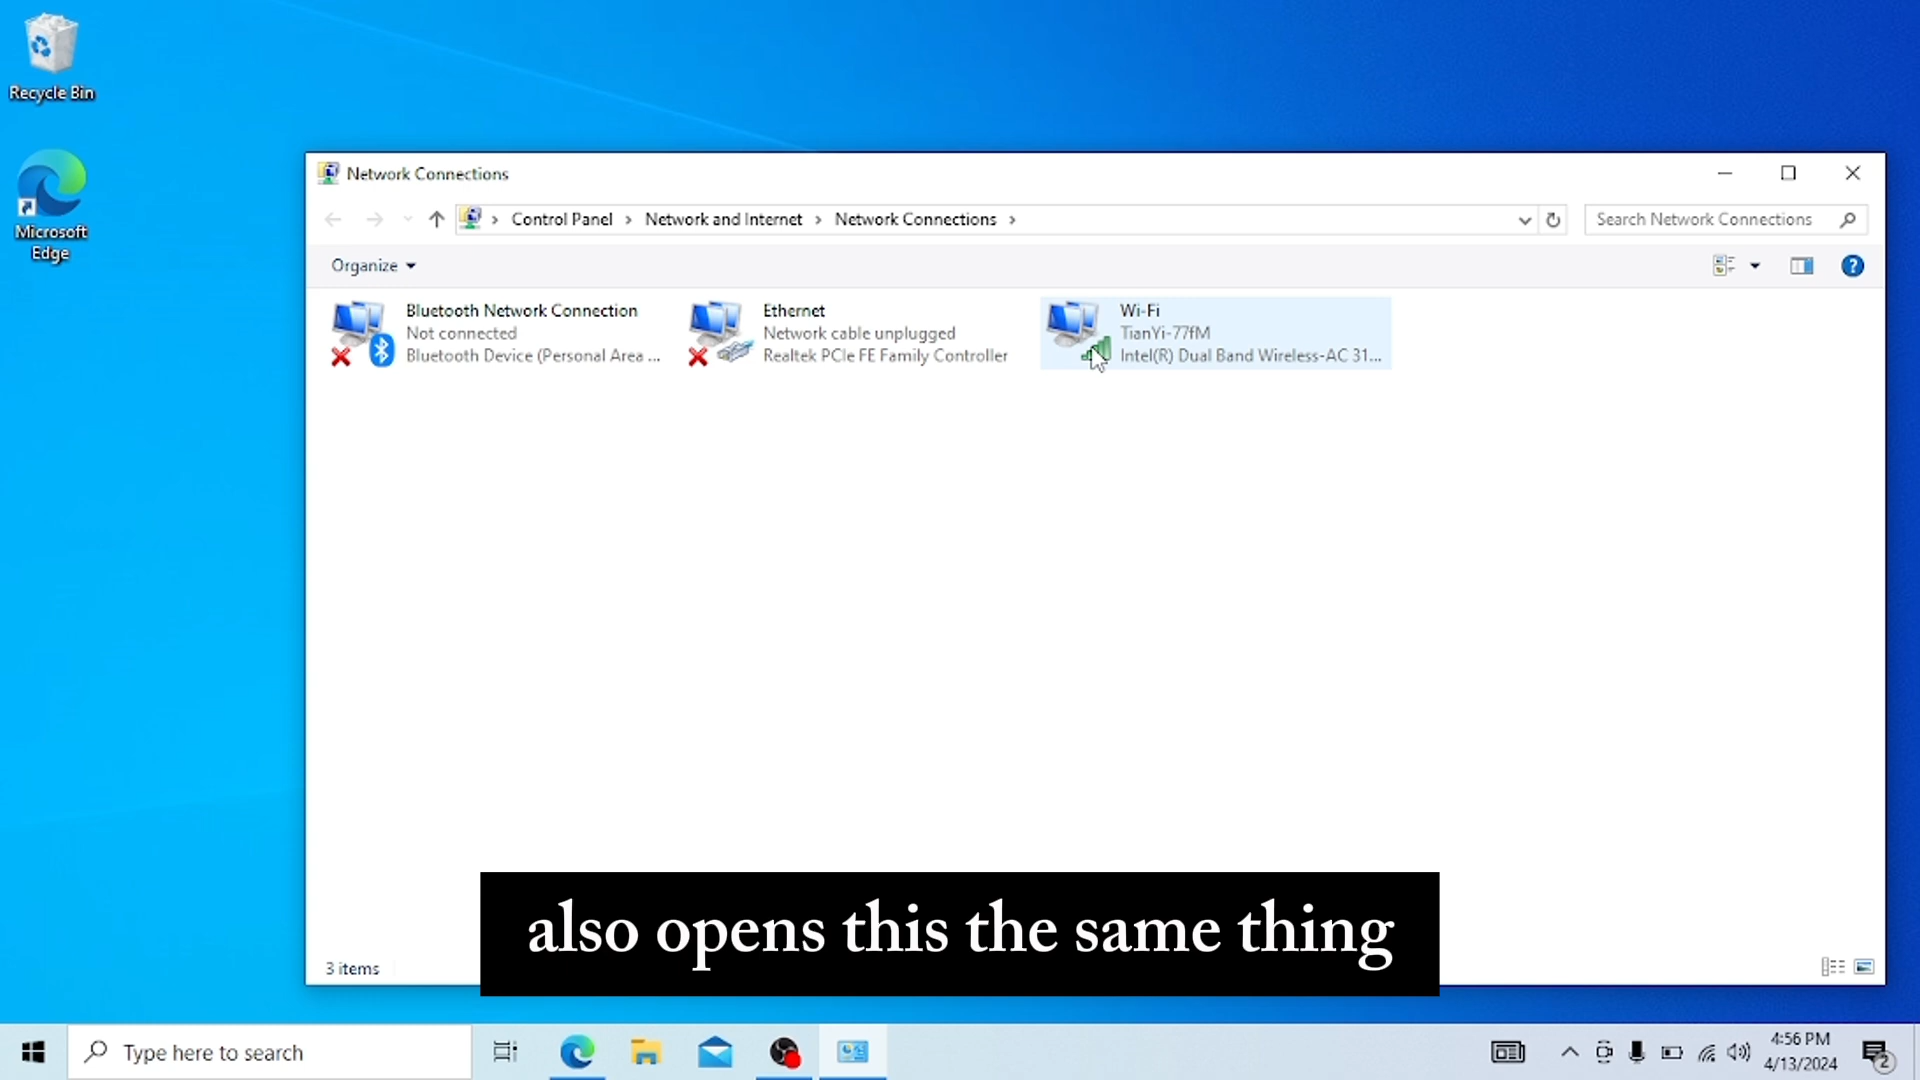 Recycle Bin
Microsoft
Edge
Network Connections
Control Panel
Network and Internet
Network Connections
Search Network Connections
Organize
Bluetooth Network Connection
Not connected
Bluetooth Device (Personal Area ...
Ethernet
Network cable unplugged
Realtek PCIe FE Family Controller
Wi-Fi
TianYi-77fM
Intel(R) Dual Band Wireless-AC 31...
also opens this the same thing
3 items
Type here to search
4:56 PM
4/13/2024
2